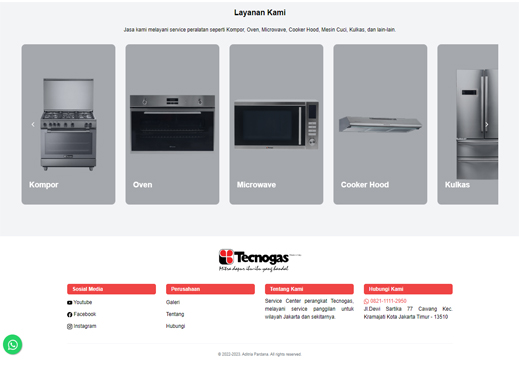 Layanan Kami
Jasa kami melayani service peralatan seperti Kompor, Oven, Microwave, Cooker Hood, Mesin Cuci, Kulkas, dan lain-lain.
Kompor
Oven
Microwave
Cooker Hood
Kulkas
Tecnogas
Mitra dapur ibu-ibu yang handal
Sosial Media
Youtube
Facebook
Instagram
Perusahaan
Galeri
Tentang
Hubungi
Tentang Kami
Service Center perangkat Tecnogas,
melayani service panggilan untuk
wilayah Jakarta dan sekitarnya.
Hubungi Kami
0821-1111-2950
Jl.Dewi Sartika 77 Cawang Kec.
Kramajati Kota Jakarta Timur - 13510
© 2022-2023. Aditna Perdana. All rights reserved.